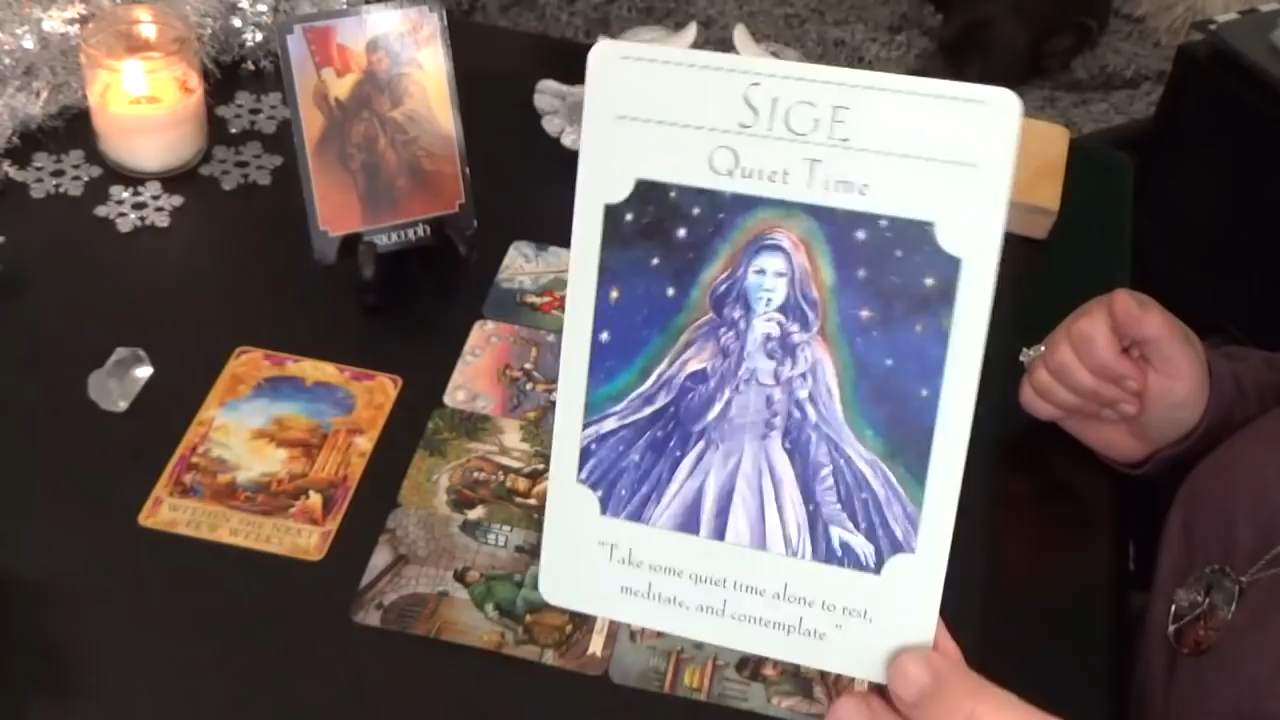 SIGE
Quiet Time
"Take some quiet time alone to rest,
meditate, and contemplate."
WITHIN THE NEXT
FEW WEEKS